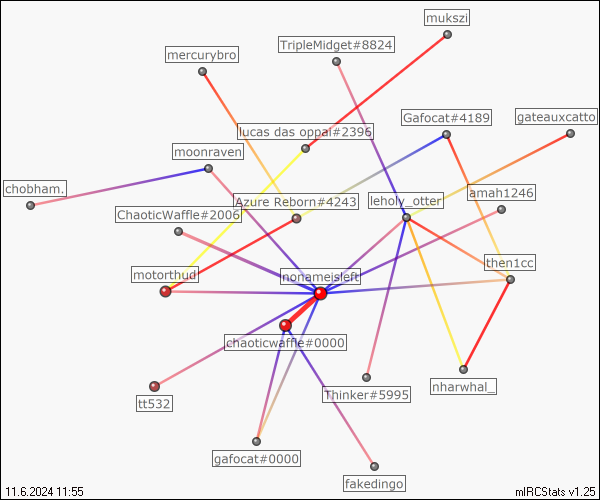 mukszi
TripleMidget#8824
mercurybro
Gafocat#4189
gateauxcatto
lucas das oppai#2396
moonraven
chobham.
amah1246
Azure Reborn#4243
leholy_otter
ChaoticWaffle#2006
then1cc
motorthud
nonameisleft
chaoticwaffle#0000
nharwhal_
Thinker#5995
tt532
gafocat#0000
fakedingo
11.6.2024 11:55
mIRCStats v1.25